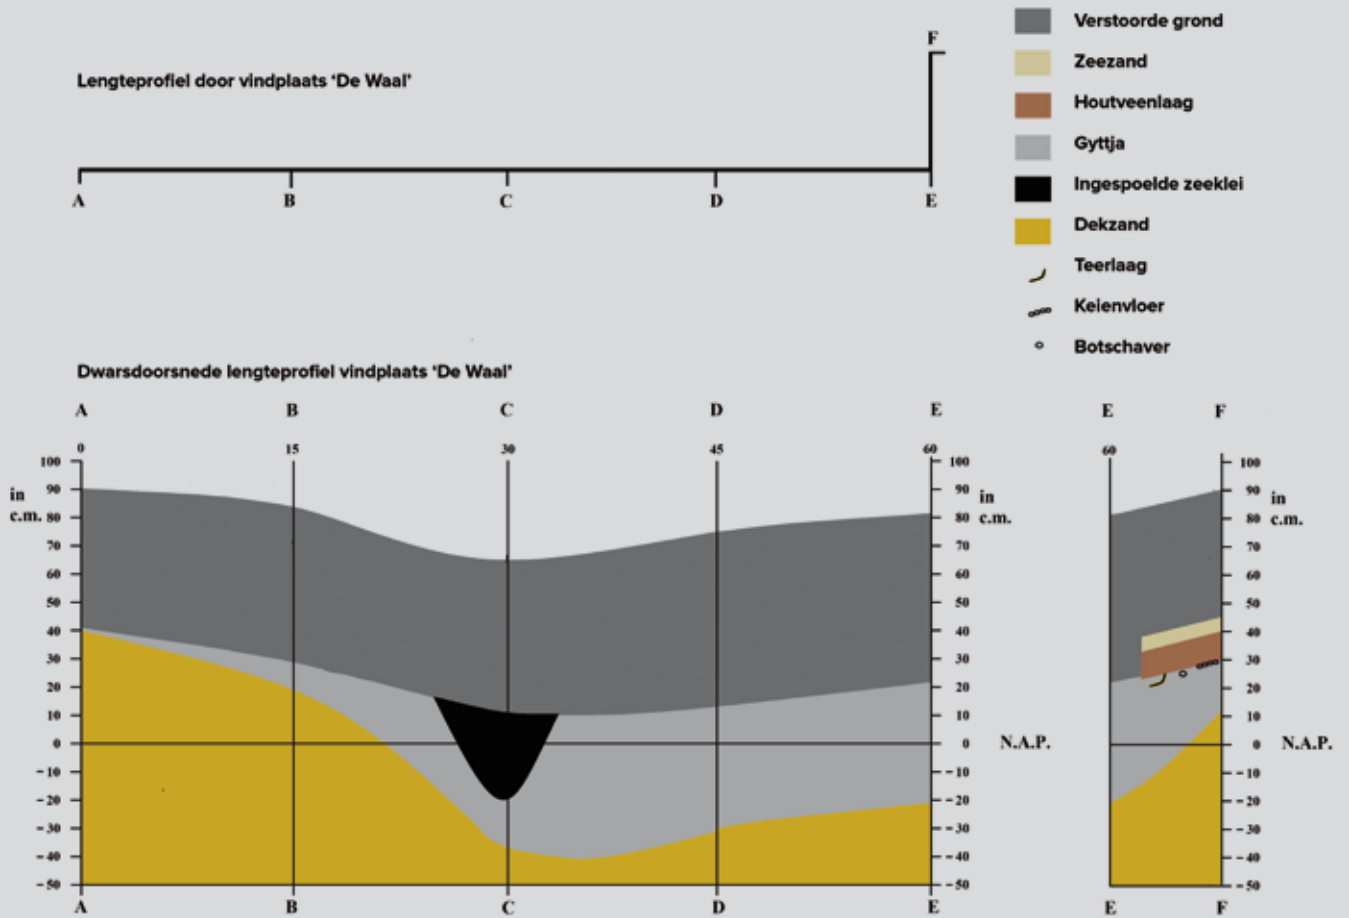 Lengteprofiel door vindplaats ‘De Waal’
F
A B C D E
Verstoorde grond
Zeezand
Houtveenlaag
Gyttja
Ingespoelde zeeklei
Dekzand
Teerlaag
Keienvloer
Botschaver
Dwarsdoorsnede lengteprofiel vindplaats ‘De Waal’
A B C D E
0 15 30 45 60
in
c.m.
100
90
80
70
60
50
40
30
20
10
0
-10
-20
-30
-40
-50
100
90
80
70
60
50
40
30
20
10
0
-10
-20
-30
-40
-50
in
c.m.
N.A.P.
A B C D E
E F
60
100
90
80
70
60
50
40
30
20
10
0
-10
-20
-30
-40
-50
in
c.m.
N.A.P.
E F